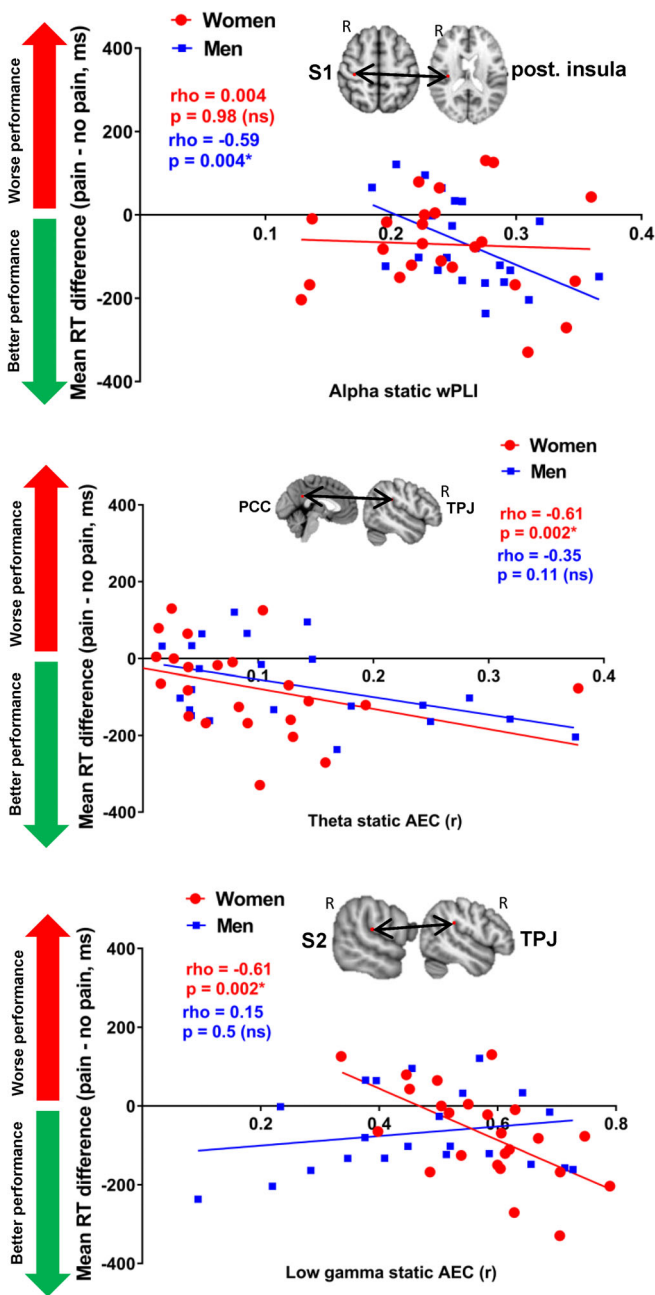 Women
Men
R
R
S1
post. insula
rho = 0.004
p = 0.98 (ns)
rho = -0.59
p = 0.004*
Worse performance
Better performance
Mean RT difference (pain - no pain, ms)
400
200
0
-200
-400
0.1
0.2
0.3
0.4
Alpha static wPLI
Women
Men
PCC
R
TPJ
rho = -0.61
p = 0.002*
rho = -0.35
p = 0.11 (ns)
Worse performance
Better performance
Mean RT difference (pain - no pain, ms)
400
200
0
-200
-400
0.1
0.2
0.3
0.4
Theta static AEC (r)
Women
Men
R
R
S2
TPJ
rho = -0.61
p = 0.002*
rho = 0.15
p = 0.5 (ns)
Worse performance
Better performance
Mean RT difference (pain - no pain, ms)
400
200
0
-200
-400
0.2
0.4
0.6
0.8
Low gamma static AEC (r)